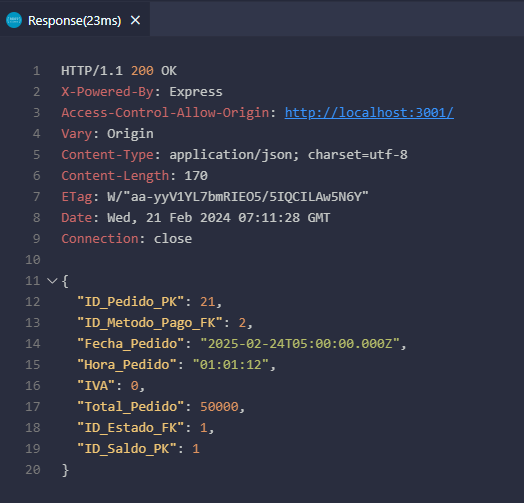 Response(23ms) ×
1 HTTP/1.1 200 OK
2 X-Powered-By: Express
3 Access-Control-Allow-Origin: http://localhost:3001/
4 Vary: Origin
5 Content-Type: application/json; charset=utf-8
6 Content-Length: 170
7 ETag: W/"aa-yyV1YL7bmRIEO5/5IQCILAw5N6Y"
8 Date: Wed, 21 Feb 2024 07:11:28 GMT
9 Connection: close
10
11 {
12 "ID_Pedido_PK": 21,
13 "ID_Metodo_Pago_FK": 2,
14 "Fecha_Pedido": "2025-02-24T05:00:00.000Z",
15 "Hora_Pedido": "01:01:12",
16 "IVA": 0,
17 "Total_Pedido": 50000,
18 "ID_Estado_FK": 1,
19 "ID_Saldo_PK": 1
20 }